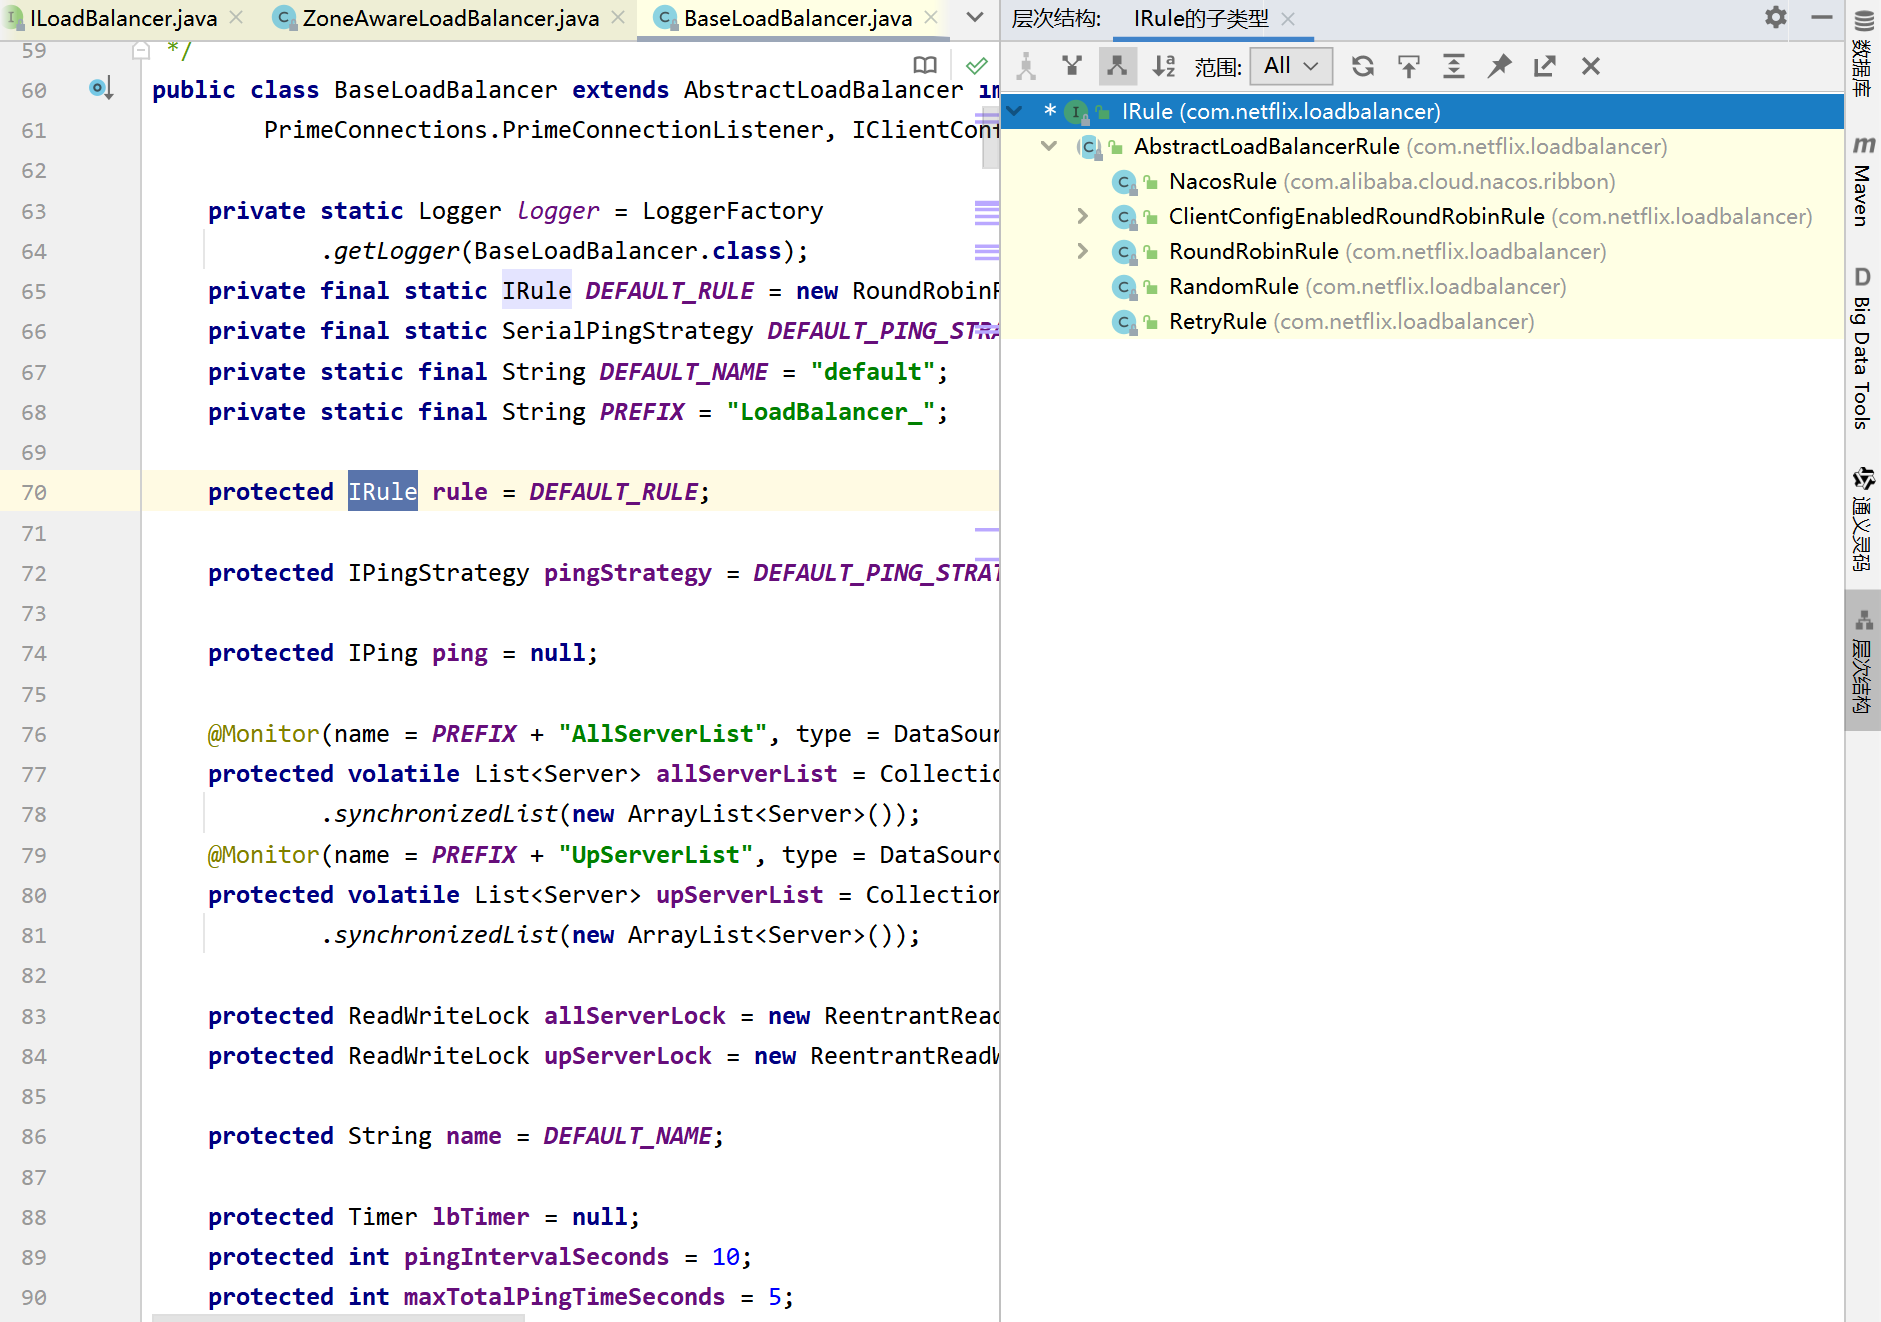 ILoadBalancer.java
ZoneAwareLoadBalancer.java
BaseLoadBalancer.java
59 */
60 public class BaseLoadBalancer extends AbstractLoadBalancer im
61 PrimeConnections.PrimeConnectionListener, IClientConf
62
63 private static Logger logger = LoggerFactory
64 .getLogger(BaseLoadBalancer.class);
65 private final static IRule DEFAULT_RULE = new RoundRobinR
66 private final static SerialPingStrategy DEFAULT_PING_STRA
67 private static final String DEFAULT_NAME = "default";
68 private static final String PREFIX = "LoadBalancer_";
69
70 protected IRule rule = DEFAULT_RULE;
71
72 protected IPingStrategy pingStrategy = DEFAULT_PING_STRAT
73
74 protected IPing ping = null;
75
76 @Monitor(name = PREFIX + "AllServerList", type = DataSour
77 protected volatile List<Server> allServerList = Collectio
78 .synchronizedList(new ArrayList<Server>());
79 @Monitor(name = PREFIX + "UpServerList", type = DataSourc
80 protected volatile List<Server> upServerList = Collection
81 .synchronizedList(new ArrayList<Server>());
82
83 protected ReadWriteLock allServerLock = new ReentrantRead
84 protected ReadWriteLock upServerLock = new ReentrantReadW
85
86 protected String name = DEFAULT_NAME;
87
88 protected Timer lbTimer = null;
89 protected int pingIntervalSeconds = 10;
90 protected int maxTotalPingTimeSeconds = 5;
层次结构: IRule的子类型
范围: All
* IRule (com.netflix.loadbalancer)
AbstractLoadBalancerRule (com.netflix.loadbalancer)
NacosRule (com.alibaba.cloud.nacos.ribbon)
ClientConfigEnabledRoundRobinRule (com.netflix.loadbalancer)
RoundRobinRule (com.netflix.loadbalancer)
RandomRule (com.netflix.loadbalancer)
RetryRule (com.netflix.loadbalancer)
数据库
Maven
Big Data Tools
通义灵码
层次结构